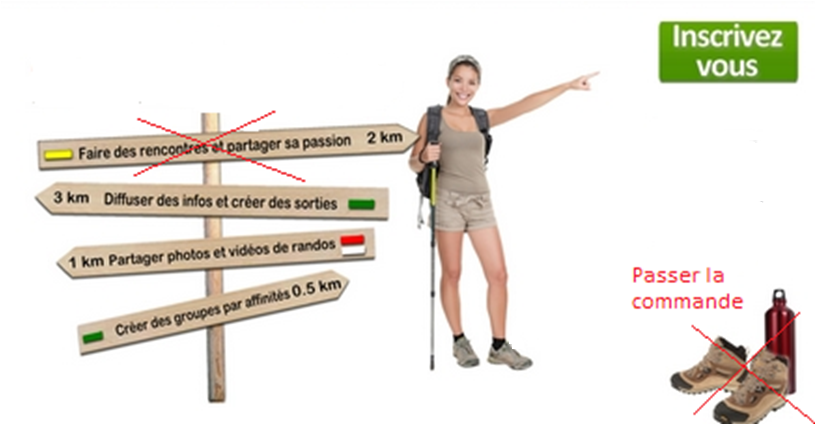 Inscrivez
vous
Faire des rencontres et partager sa passion 2 km
3 km Diffuser des infos et créer des sorties
1 km Partager photos et vidéos de randos
Créer des groupes par affinités 0.5 km
Passer la
commande